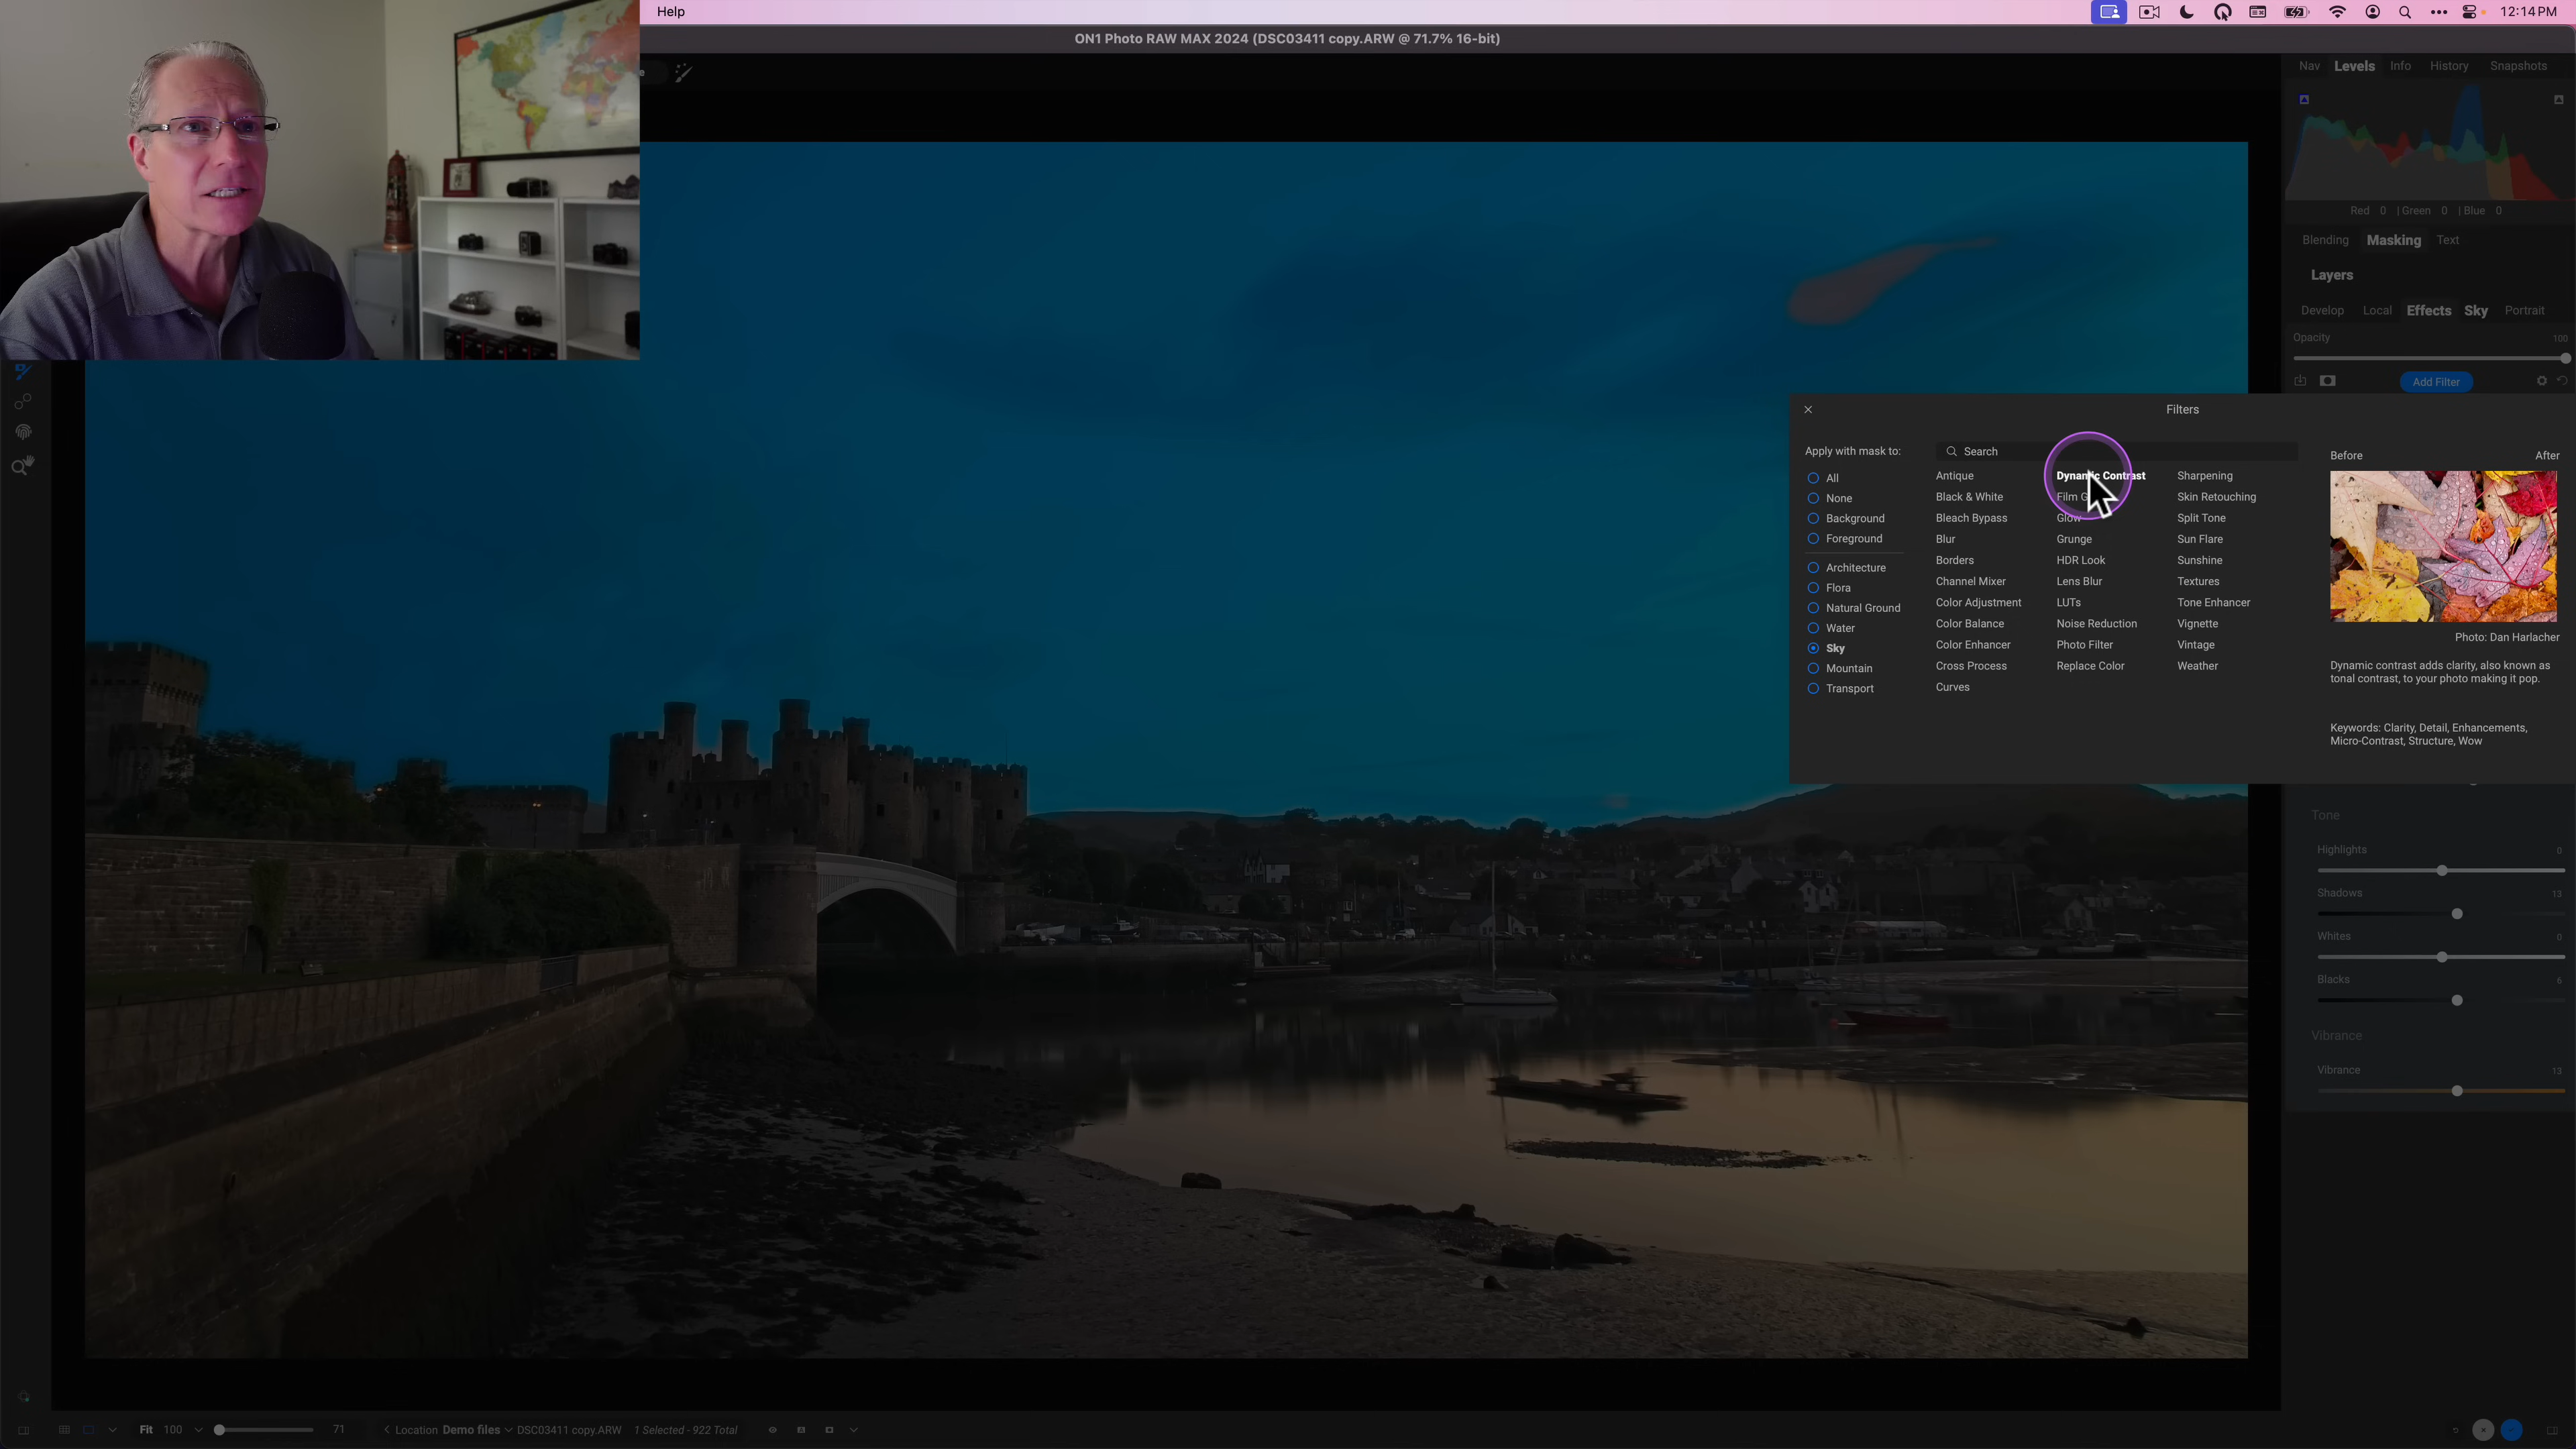 Help
12:14 PM
ON1 Photo RAW MAX 2024 (DSC03411 copy.ARW @ 71.7% 16-bit)
Nav Levels Info History Snapshots
Red 0 | Green 0 | Blue 0
Blending Masking Text
Layers
Develop Local Effects Sky Portrait
Opacity 100
Add Filter
Filters
Apply with mask to:
All
None
Background
Foreground
Architecture
Flora
Natural Ground
Water
Sky
Mountain
Transport
Search
Antique
Black & White
Bleach Bypass
Blur
Borders
Channel Mixer
Color Adjustment
Color Balance
Color Enhancer
Cross Process
Curves
Dynamic Contrast
Film G
Glow
Grunge
HDR Look
Lens Blur
LUTs
Noise Reduction
Photo Filter
Replace Color
Sharpening
Skin Retouching
Split Tone
Sun Flare
Sunshine
Textures
Tone Enhancer
Vignette
Vintage
Weather
Before After
Photo: Dan Harlacher
Dynamic contrast adds clarity, also known as
tonal contrast, to your photo making it pop.
Keywords: Clarity, Detail, Enhancements,
Micro-Contrast, Structure, Wow
Tone
Highlights 0
Shadows 13
Whites 0
Blacks 6
Vibrance
Vibrance 13
Fit 100 71 Location Demo files DSC03411 copy.ARW 1 Selected - 922 Total